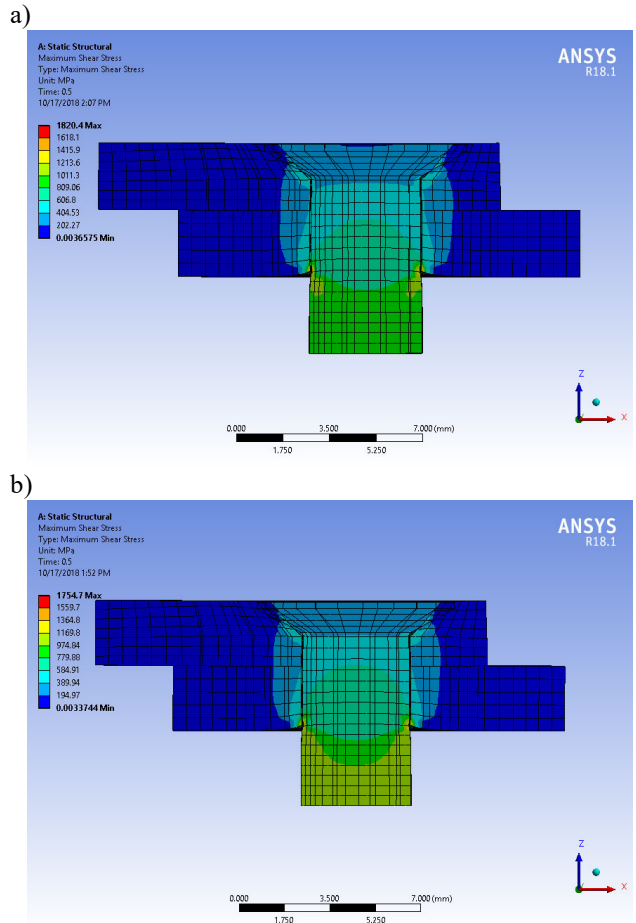 a)
A: Static Structural
Maximum Shear Stress
Type: Maximum Shear Stress
Unit: MPa
Time: 0.5
10/17/2018 2:07 PM
ANSYS
R18.1
1820.4 Max
1618.1
1415.9
1213.6
1011.3
809.06
606.8
404.53
202.27
0.0036575 Min
Z
X
0.000 3.500 7.000 (mm)
1.750 5.250
b)
A: Static Structural
Maximum Shear Stress
Type: Maximum Shear Stress
Unit: MPa
Time: 0.5
10/17/2018 1:52 PM
ANSYS
R18.1
1754.7 Max
1559.7
1364.8
1169.8
974.84
779.88
584.91
389.94
194.97
0.0033744 Min
Z
X
0.000 3.500 7.000 (mm)
1.750 5.250